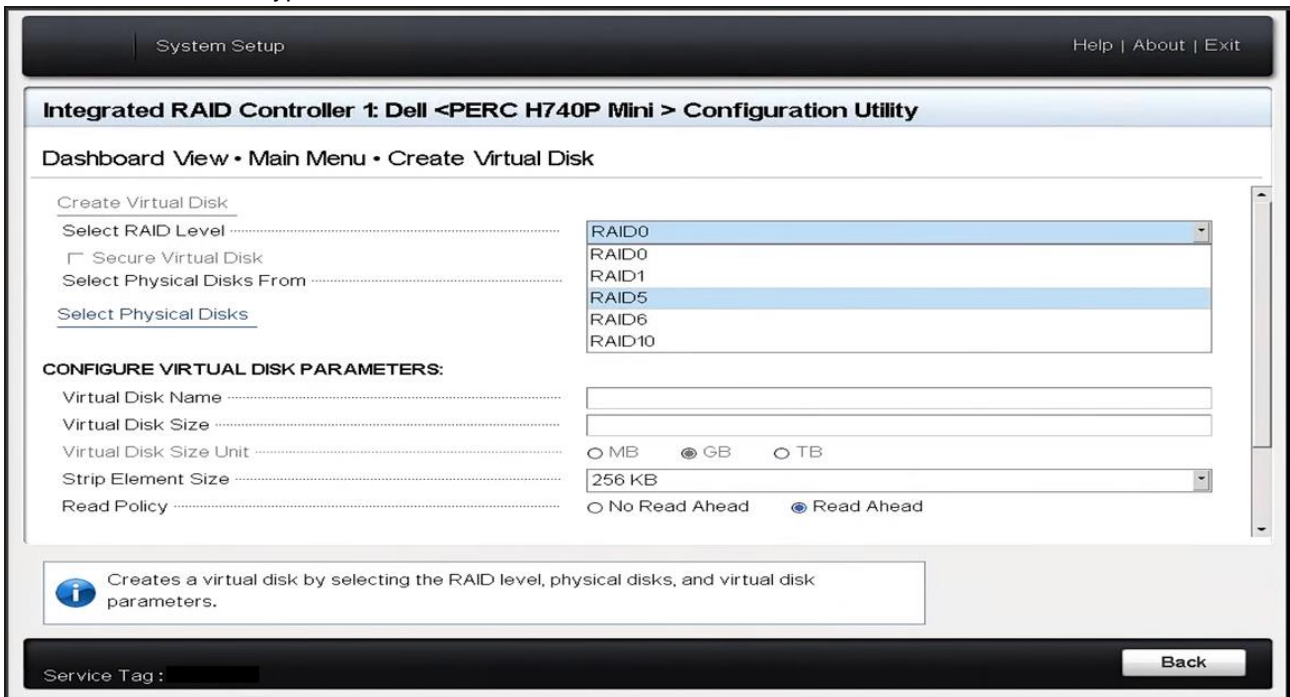 System Setup
Help | About | Exit
Integrated RAID Controller 1: Dell <PERC H740P Mini > Configuration Utility
Dashboard View • Main Menu • Create Virtual Disk
Create Virtual Disk
Select RAID Level RAID0
Secure Virtual Disk RAID0
RAID1
Select Physical Disks From
RAID5
Select Physical Disks RAID6
RAID10
CONFIGURE VIRTUAL DISK PARAMETERS:
Virtual Disk Name
Virtual Disk Size
Virtual Disk Size Unit MB GB TB
Strip Element Size 256 KB
Read Policy No Read Ahead Read Ahead
Creates a virtual disk by selecting the RAID level, physical disks, and virtual disk
parameters.
Back
Service Tag :